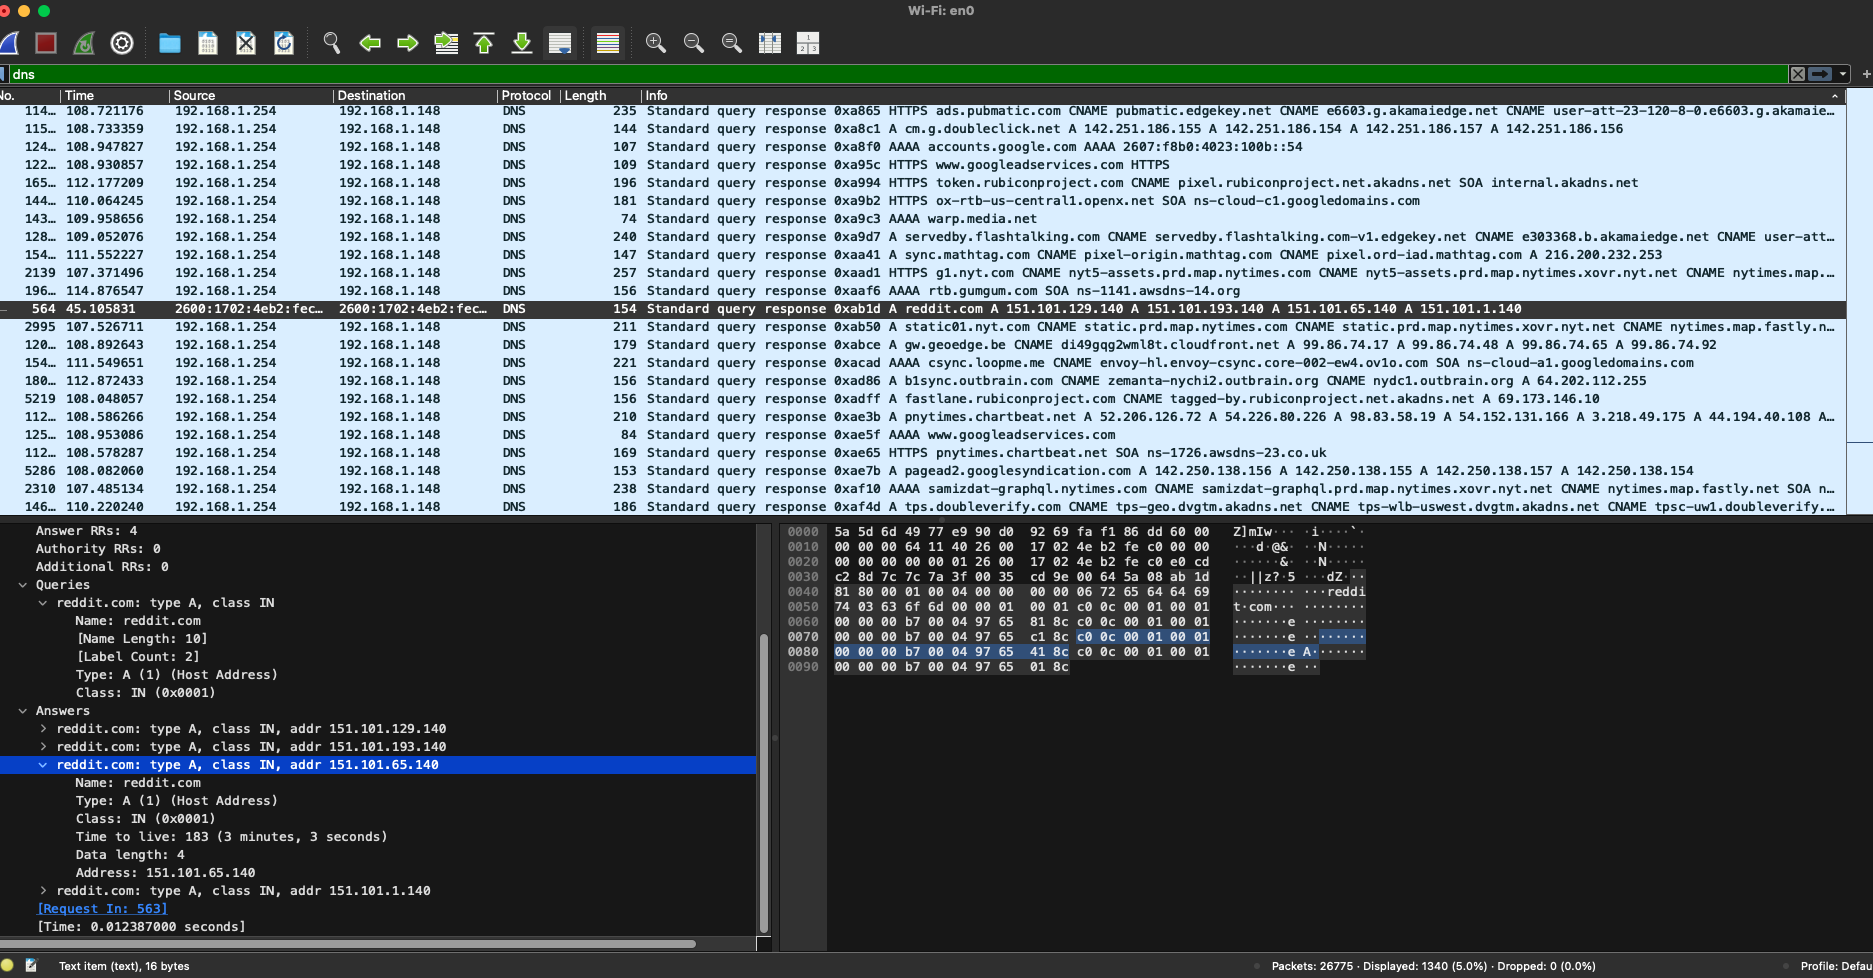 Wi-Fi: en0
dns
No. Time Source Destination Protocol Length Info
114… 108.721176 192.168.1.254 192.168.1.148 DNS 235 Standard query response 0xa865 HTTPS ads.pubmatic.com CNAME pubmatic.edgekey.net CNAME e6603.g.akamaiedge.net CNAME user-att-23-120-8-0.e6603.g.akamaie…
115… 108.733359 192.168.1.254 192.168.1.148 DNS 144 Standard query response 0xa8c1 A cm.g.doubleclick.net A 142.251.186.155 A 142.251.186.154 A 142.251.186.157 A 142.251.186.156
124… 108.947827 192.168.1.254 192.168.1.148 DNS 107 Standard query response 0xa8f0 AAAA accounts.google.com AAAA 2607:f8b0:4023:100b::54
122… 108.930857 192.168.1.254 192.168.1.148 DNS 109 Standard query response 0xa95c HTTPS www.googleadservices.com HTTPS
165… 112.177209 192.168.1.254 192.168.1.148 DNS 196 Standard query response 0xa994 HTTPS token.rubiconproject.com CNAME pixel.rubiconproject.net.akadns.net SOA internal.akadns.net
144… 110.064245 192.168.1.254 192.168.1.148 DNS 181 Standard query response 0xa9b2 HTTPS ox-rtb-us-central1.openx.net SOA ns-cloud-c1.googledomains.com
143… 109.958656 192.168.1.254 192.168.1.148 DNS 74 Standard query response 0xa9c3 AAAA warp.media.net
128… 109.052076 192.168.1.254 192.168.1.148 DNS 240 Standard query response 0xa9d7 A servedby.flashtalking.com CNAME servedby.flashtalking.com-v1.edgekey.net CNAME e303368.b.akamaiedge.net CNAME user-att…
154… 111.552227 192.168.1.254 192.168.1.148 DNS 147 Standard query response 0xaa41 A sync.mathtag.com CNAME pixel-origin.mathtag.com CNAME pixel.ord-iad.mathtag.com A 216.200.232.253
2139 107.371496 192.168.1.254 192.168.1.148 DNS 257 Standard query response 0xaad1 HTTPS g1.nyt.com CNAME nyt5-assets.prd.map.nytimes.com CNAME nyt5-assets.prd.map.nytimes.xovr.nyt.net CNAME nytimes.map.…
196… 114.876547 192.168.1.254 192.168.1.148 DNS 156 Standard query response 0xaaf6 AAAA rtb.gumgum.com SOA ns-1141.awsdns-14.org
564 45.105831 2600:1702:4eb2:fec… 2600:1702:4eb2:fec… DNS 154 Standard query response 0xab1d A reddit.com A 151.101.129.140 A 151.101.193.140 A 151.101.65.140 A 151.101.1.140
2995 107.526711 192.168.1.254 192.168.1.148 DNS 211 Standard query response 0xab50 A static01.nyt.com CNAME static.prd.map.nytimes.com CNAME static.prd.map.nytimes.xovr.nyt.net CNAME nytimes.map.fastly.n…
120… 108.892643 192.168.1.254 192.168.1.148 DNS 179 Standard query response 0xabce A gw.geoedge.be CNAME di49gqg2wml8t.cloudfront.net A 99.86.74.17 A 99.86.74.48 A 99.86.74.65 A 99.86.74.92
154… 111.549651 192.168.1.254 192.168.1.148 DNS 221 Standard query response 0xacad AAAA csync.loopme.me CNAME envoy-hl.envoy-csync.core-002-ew4.ov1o.com SOA ns-cloud-a1.googledomains.com
180… 112.872433 192.168.1.254 192.168.1.148 DNS 156 Standard query response 0xad86 A b1sync.outbrain.com CNAME zemanta-nychi2.outbrain.org CNAME nydc1.outbrain.org A 64.202.112.255
5219 108.048057 192.168.1.254 192.168.1.148 DNS 156 Standard query response 0xadff A fastlane.rubiconproject.com CNAME tagged-by.rubiconproject.net.akadns.net A 69.173.146.10
112… 108.586266 192.168.1.254 192.168.1.148 DNS 210 Standard query response 0xae3b A pnytimes.chartbeat.net A 52.206.126.72 A 54.226.80.226 A 98.83.58.19 A 54.152.131.166 A 3.218.49.175 A 44.194.40.108 A…
125… 108.953086 192.168.1.254 192.168.1.148 DNS 84 Standard query response 0xae5f AAAA www.googleadservices.com
112… 108.578287 192.168.1.254 192.168.1.148 DNS 169 Standard query response 0xae65 HTTPS pnytimes.chartbeat.net SOA ns-1726.awsdns-23.co.uk
5286 108.082060 192.168.1.254 192.168.1.148 DNS 153 Standard query response 0xae7b A pagead2.googlesyndication.com A 142.250.138.156 A 142.250.138.155 A 142.250.138.157 A 142.250.138.154
2310 107.485134 192.168.1.254 192.168.1.148 DNS 238 Standard query response 0xaf10 AAAA samizdat-graphql.nytimes.com CNAME samizdat-graphql.prd.map.nytimes.xovr.nyt.net CNAME nytimes.map.fastly.net SOA n…
146… 110.220240 192.168.1.254 192.168.1.148 DNS 186 Standard query response 0xaf4d A tps.doubleverify.com CNAME tps-geo.dvgtm.akadns.net CNAME tps-wlb-uswest.dvgtm.akadns.net CNAME tpsc-uw1.doubleverify.…
Answer RRs: 4
Authority RRs: 0
Additional RRs: 0
Queries
reddit.com: type A, class IN
Name: reddit.com
[Name Length: 10]
[Label Count: 2]
Type: A (1) (Host Address)
Class: IN (0x0001)
Answers
reddit.com: type A, class IN, addr 151.101.129.140
reddit.com: type A, class IN, addr 151.101.193.140
reddit.com: type A, class IN, addr 151.101.65.140
Name: reddit.com
Type: A (1) (Host Address)
Class: IN (0x0001)
Time to live: 183 (3 minutes, 3 seconds)
Data length: 4
Address: 151.101.65.140
reddit.com: type A, class IN, addr 151.101.1.140
[Request In: 563]
[Time: 0.012387000 seconds]
0000 5a 5d 6d 49 77 e9 90 d0 92 69 fa f1 86 dd 60 00 Z]mIw··· ·i····`·
0010 00 00 00 64 11 40 26 00 17 02 4e b2 fe c0 00 00 ···d·@&· ··N·····
0020 00 00 00 00 00 01 26 00 17 02 4e b2 fe c0 e0 cd ······&· ··N·····
0030 c2 8d 7c 7c 7a 3f 00 35 cd 9e 00 64 5a 08 ab 1d ··||z?·5 ···dZ···
0040 81 80 00 01 00 04 00 00 00 00 06 72 65 64 64 69 ········ ···reddi
0050 74 03 63 6f 6d 00 00 01 00 01 c0 0c 00 01 00 01 t·com··· ········
0060 00 00 00 b7 00 04 97 65 81 8c c0 0c 00 01 00 01 ·······e ········
0070 00 00 00 b7 00 04 97 65 c1 8c c0 0c 00 01 00 01 ·······e ········
0080 00 00 00 b7 00 04 97 65 41 8c c0 0c 00 01 00 01 ·······e A·······
0090 00 00 00 b7 00 04 97 65 01 8c ·······e ··
Text item (text), 16 bytes
Packets: 26775 · Displayed: 1340 (5.0%) · Dropped: 0 (0.0%)
Profile: Defau